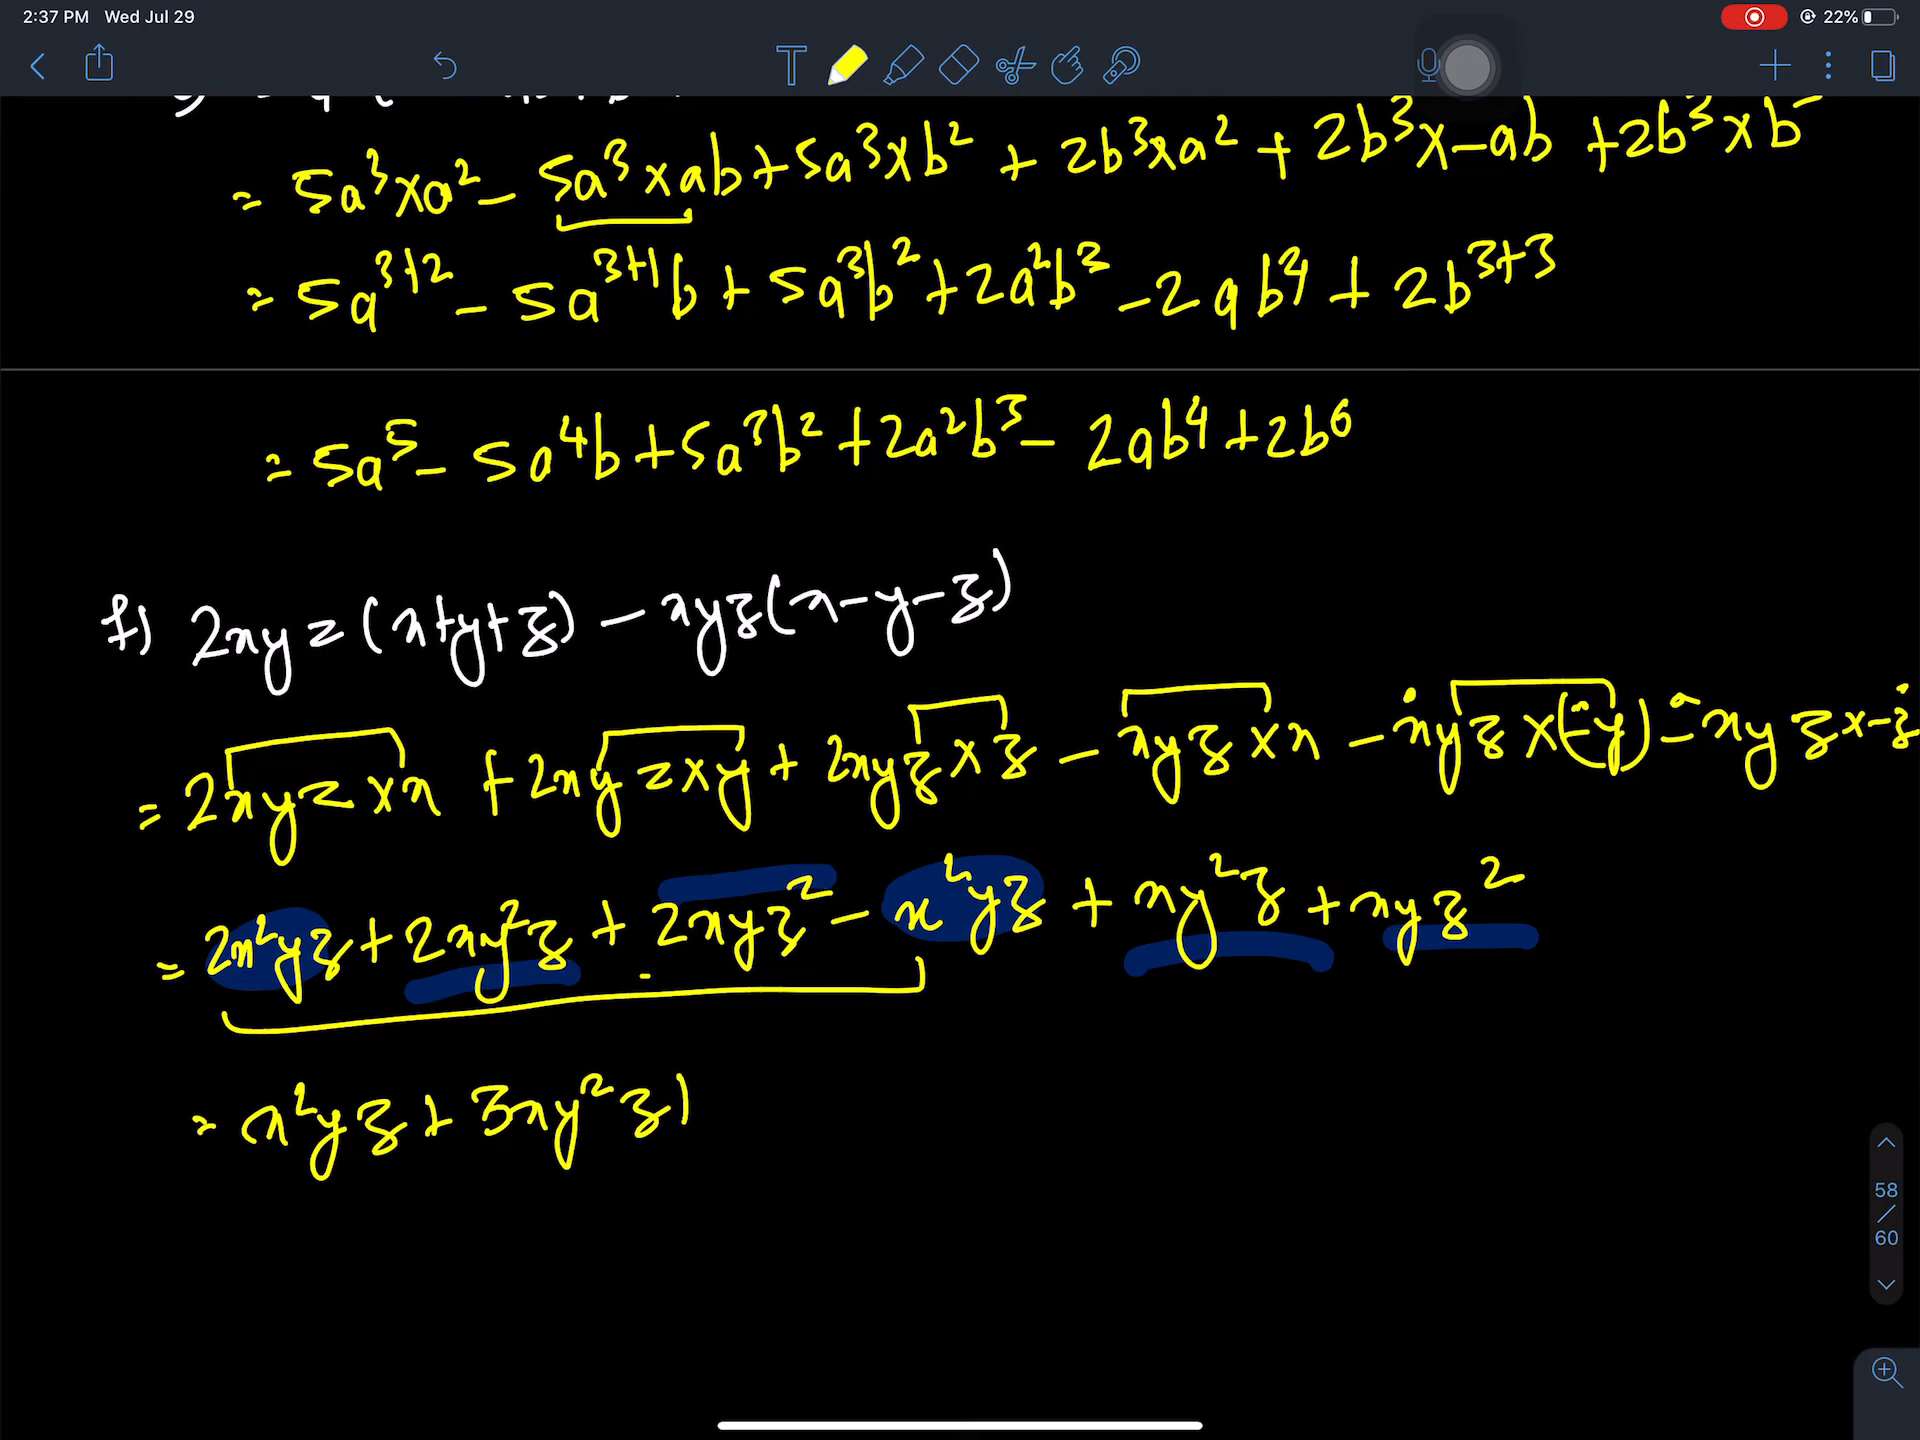 2:37 PM Wed Jul 29
22%
= 5a³xa² - 5a³xab + 5a³xb² + 2b³xa² + 2b³x-ab + 2b³xb
= 5a³⁺² - 5a³⁺¹b + 5a³b² + 2a²b³ - 2ab⁴ + 2b³⁺³
= 5a⁵ - 5a⁴b + 5a³b² + 2a²b³ - 2ab⁴ + 2b⁶
f) 2xyz(x+y+z) - xyz(x-y-z)
= 2xyz x x + 2xyz x y + 2xyz x z - xyz x x - xyz x (-y) - xyz x -z
= 2x²yz + 2xy²z + 2xyz² - x²yz + xy²z + xyz²
= x²yz + 3xy²z
58
/
60